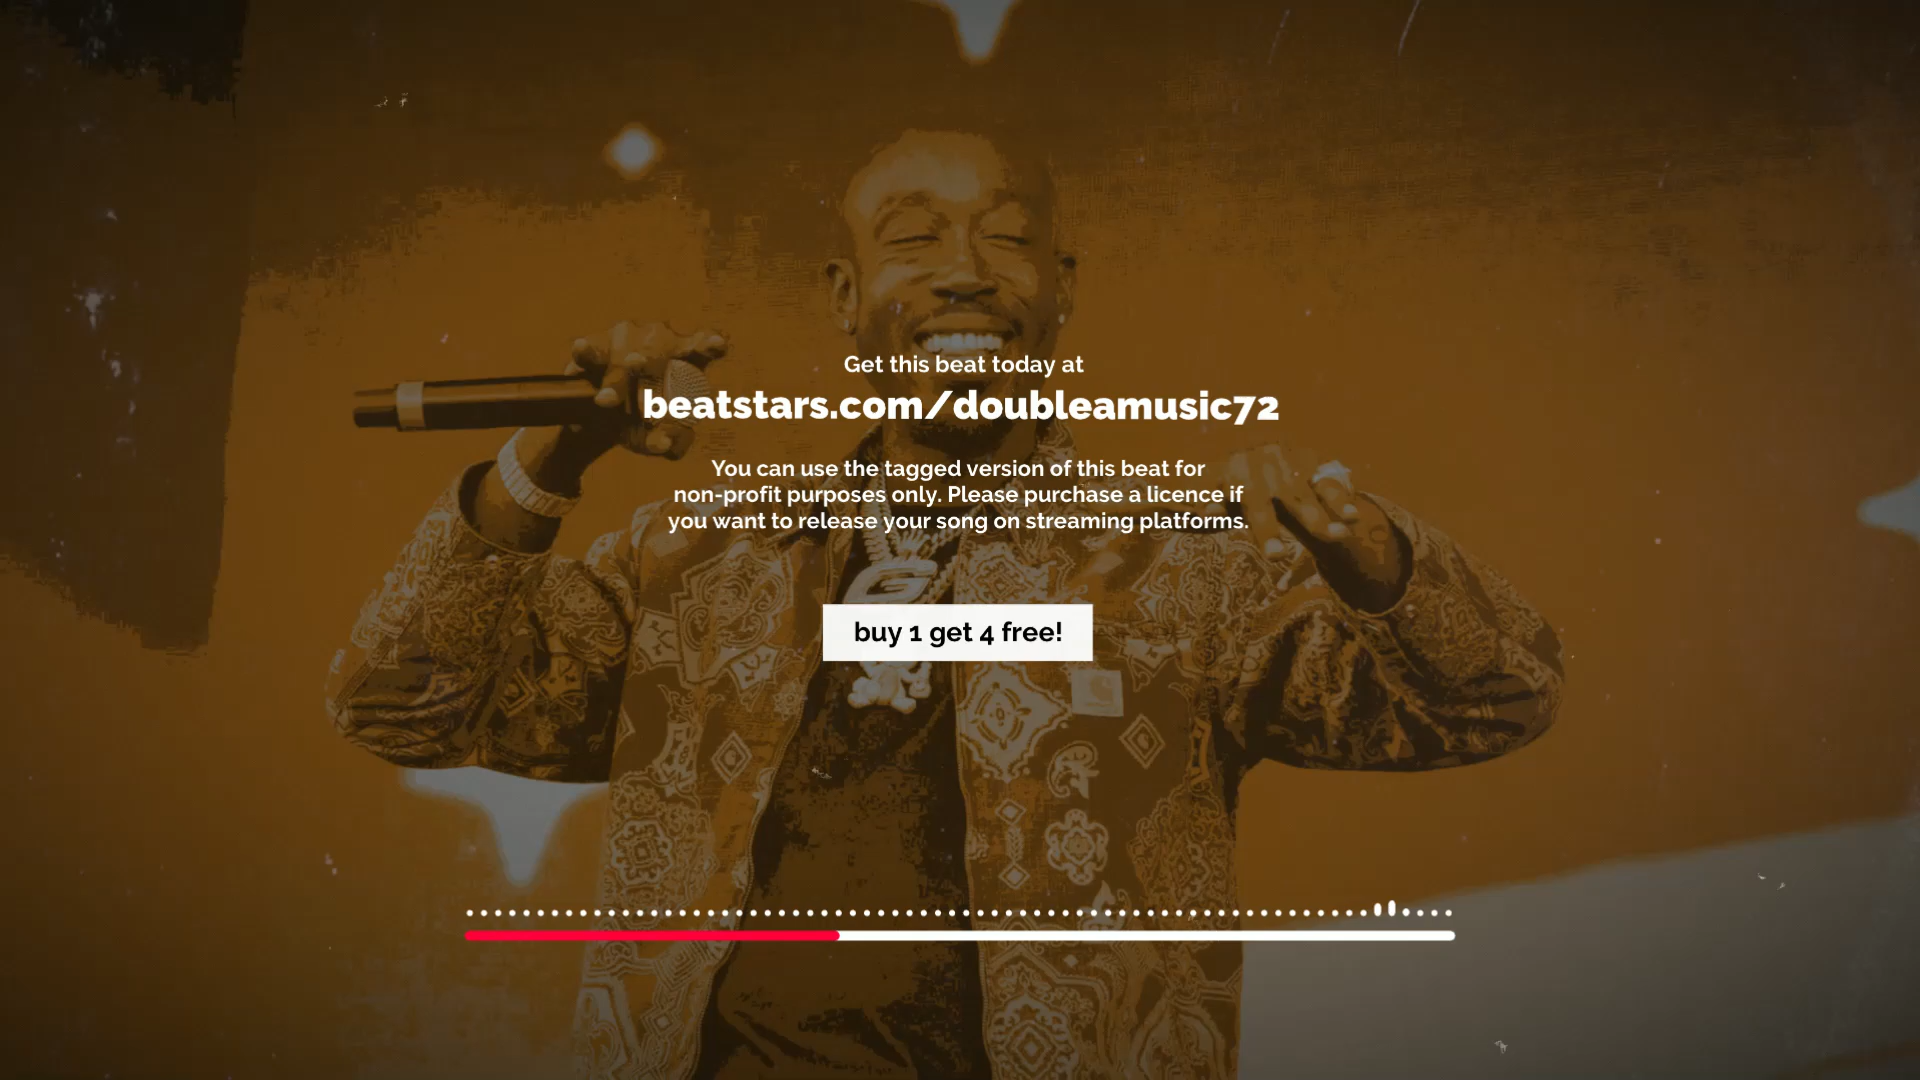 Get this beat today at
beatstars.com/doubleamusic72
You can use the tagged version of this beat for
non-profit purposes only. Please purchase a licence if
you want to release your song on streaming platforms.
G
buy 1 get 4 free!